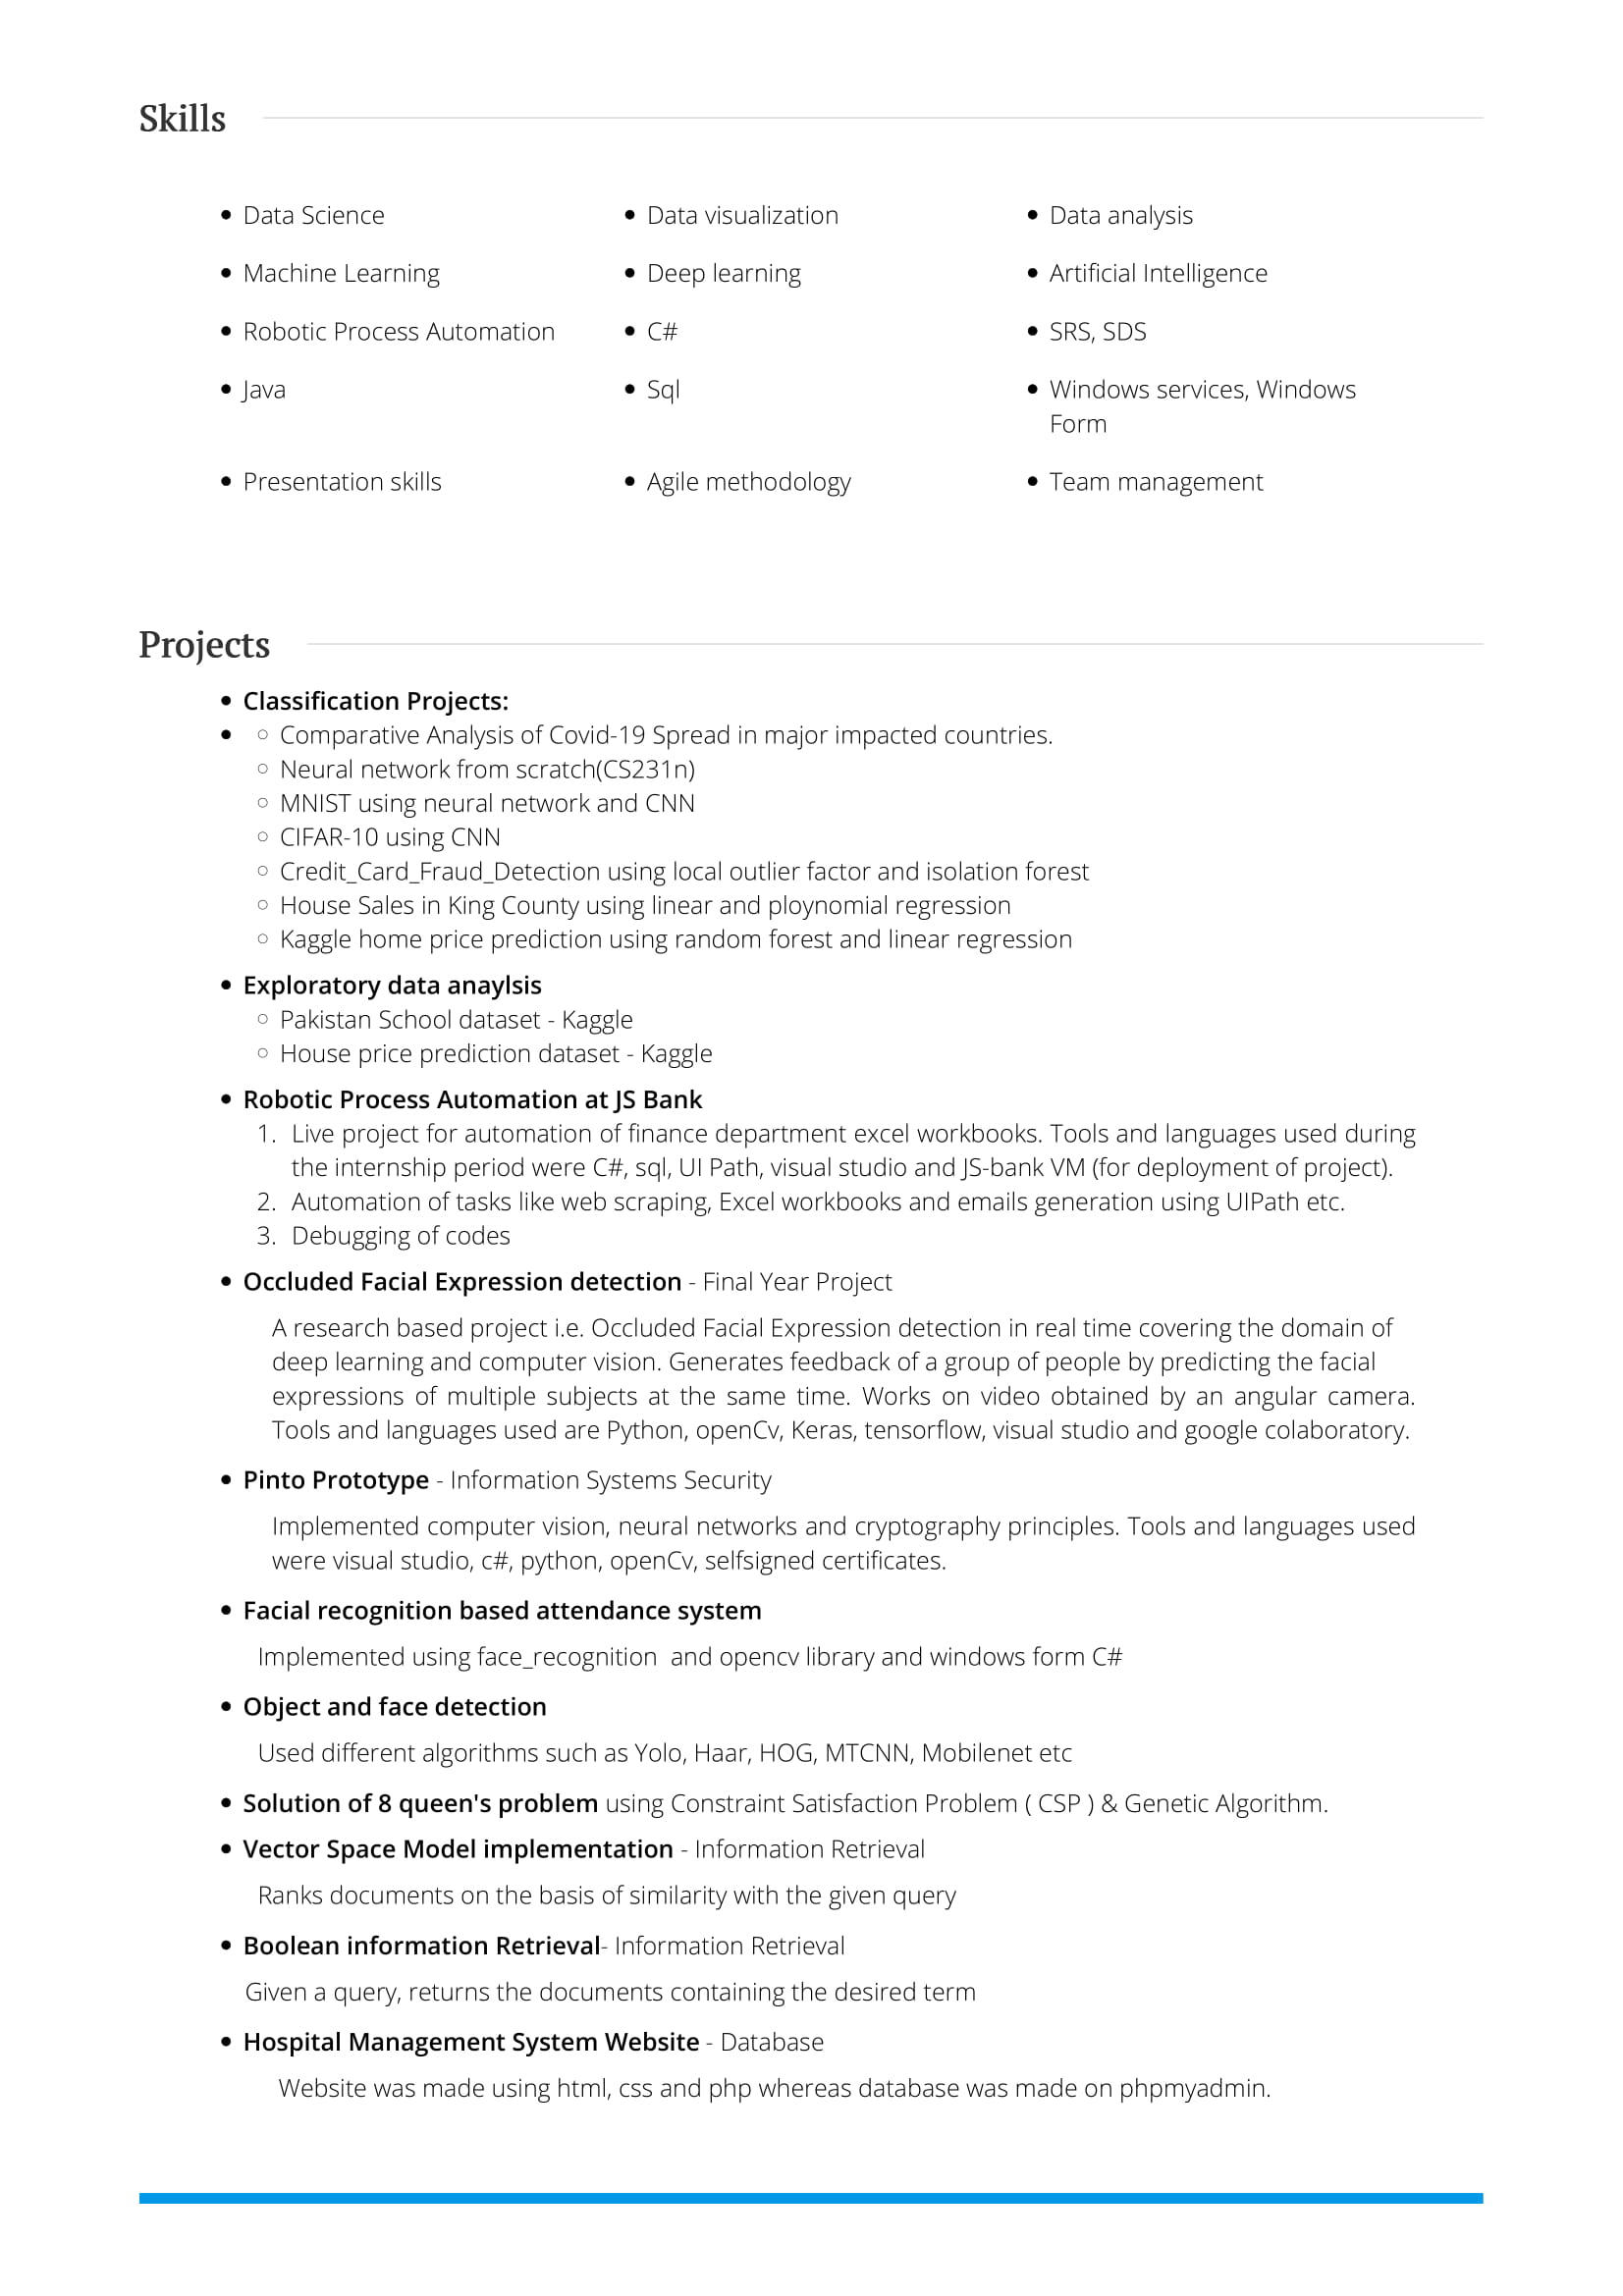 Skills
Data Science
Data visualization
Data analysis
Machine Learning
Deep learning
Artificial Intelligence
Robotic Process Automation
C#
SRS, SDS
Java
Sql
Windows services, Windows
Form
Presentation skills
Agile methodology
Team management
Projects
Classification Projects:
Comparative Analysis of Covid-19 Spread in major impacted countries.
Neural network from scratch(CS231n)
MNIST using neural network and CNN
CIFAR-10 using CNN
Credit_Card_Fraud_Detection using local outlier factor and isolation forest
House Sales in King County using linear and ploynomial regression
Kaggle home price prediction using random forest and linear regression
Exploratory data anaylsis
Pakistan School dataset - Kaggle
House price prediction dataset - Kaggle
Robotic Process Automation at JS Bank
1. Live project for automation of finance department excel workbooks. Tools and languages used during
the internship period were C#, sql, UI Path, visual studio and JS-bank VM (for deployment of project).
2. Automation of tasks like web scraping, Excel workbooks and emails generation using UIPath etc.
3. Debugging of codes
Occluded Facial Expression detection - Final Year Project
A research based project i.e. Occluded Facial Expression detection in real time covering the domain of
deep learning and computer vision. Generates feedback of a group of people by predicting the facial
expressions of multiple subjects at the same time. Works on video obtained by an angular camera.
Tools and languages used are Python, openCv, Keras, tensorflow, visual studio and google colaboratory.
Pinto Prototype - Information Systems Security
Implemented computer vision, neural networks and cryptography principles. Tools and languages used
were visual studio, c#, python, openCv, selfsigned certificates.
Facial recognition based attendance system
Implemented using face_recognition  and opencv library and windows form C#
Object and face detection
Used different algorithms such as Yolo, Haar, HOG, MTCNN, Mobilenet etc
Solution of 8 queen's problem using Constraint Satisfaction Problem ( CSP ) & Genetic Algorithm.
Vector Space Model implementation - Information Retrieval
Ranks documents on the basis of similarity with the given query
Boolean information Retrieval- Information Retrieval
Given a query, returns the documents containing the desired term
Hospital Management System Website - Database
Website was made using html, css and php whereas database was made on phpmyadmin.